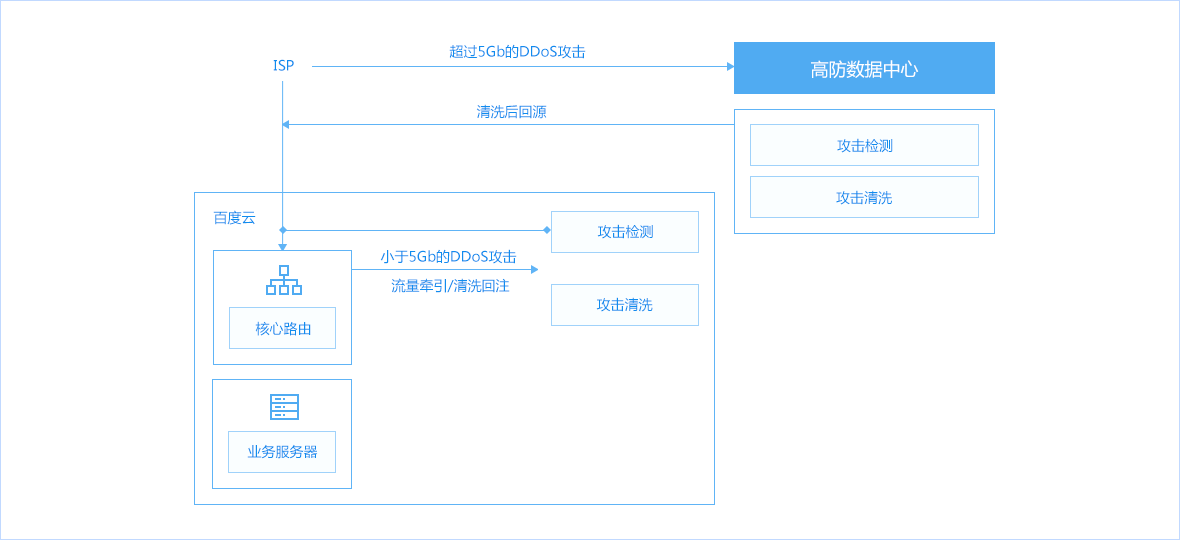 超过5Gb的DDoS攻击
ISP
高防数据中心
清洗后回源
攻击检测
攻击清洗
百度云
攻击检测
小于5Gb的DDoS攻击
流量牵引/清洗回注
攻击清洗
核心路由
业务服务器